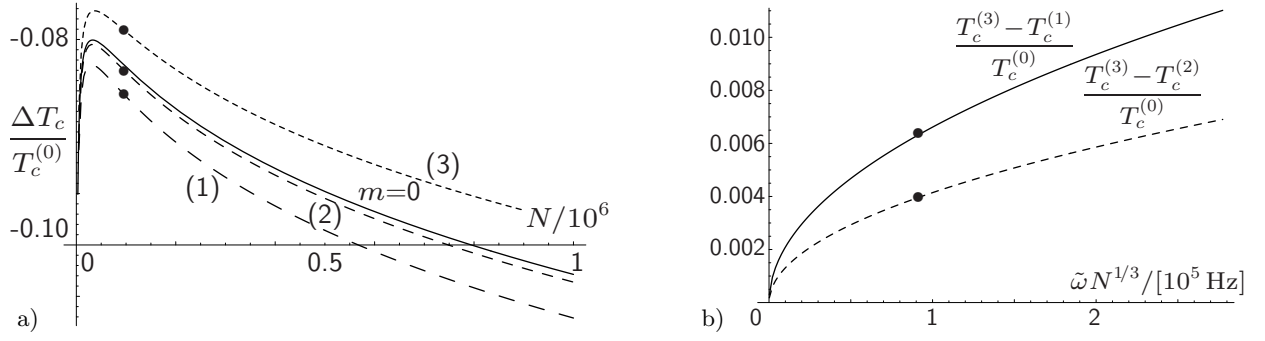 -0.08
ΔT_c / T_c^{(0)}
(3)
(1)
m=0
(2)
N/10^6
-0.10
0 0.5 1
a)
0.010
0.008
0.006
0.004
0.002
T_c^{(3)} − T_c^{(1)} / T_c^{(0)}
T_c^{(3)} − T_c^{(2)} / T_c^{(0)}
ω̃N^{1/3}/[10^5 Hz]
0 1 2
b)